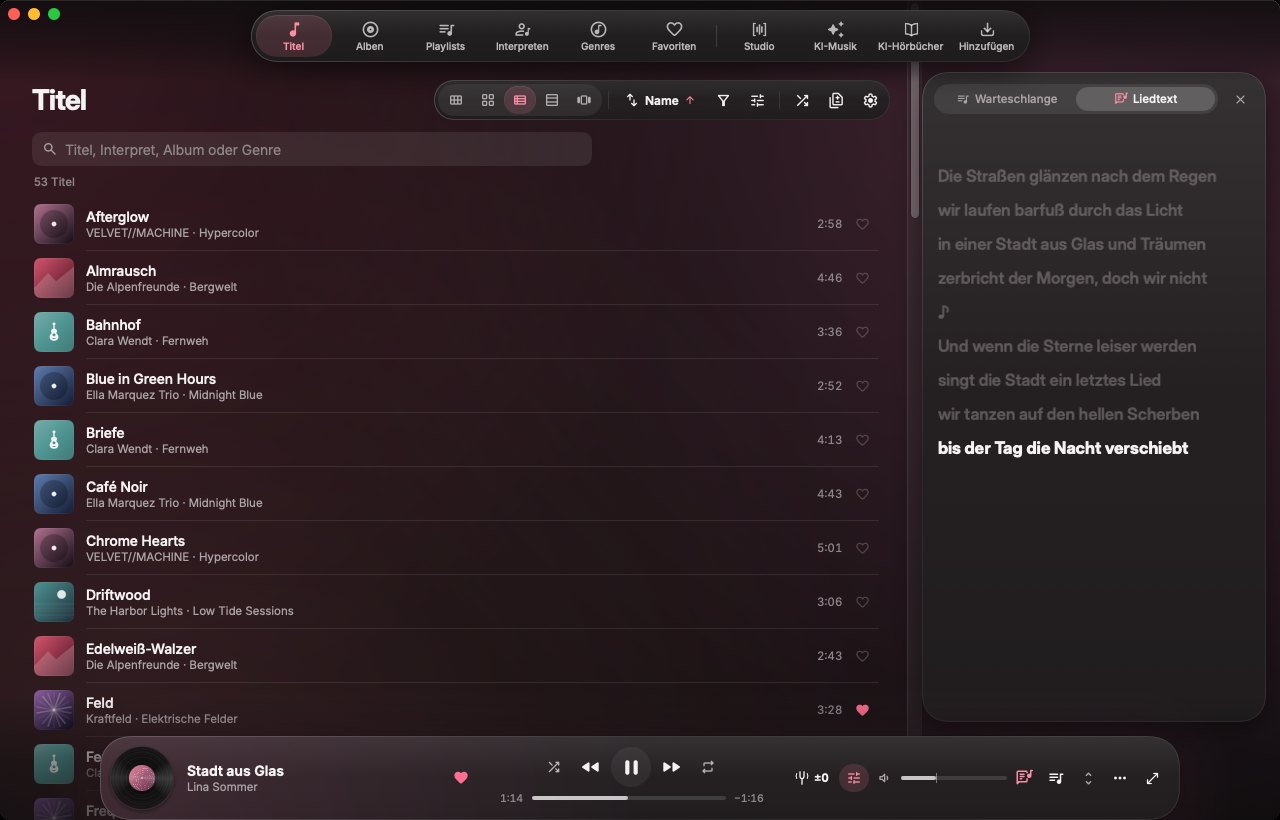 Titel
Alben
Playlists
Interpreten
Genres
Favoriten
Studio
KI-Musik
KI-Hörbücher
Hinzufügen
Titel
Name
Titel, Interpret, Album oder Genre
53 Titel
Afterglow
VELVET//MACHINE · Hypercolor
2:58
Almrausch
Die Alpenfreunde · Bergwelt
4:46
Bahnhof
Clara Wendt · Fernweh
3:36
Blue in Green Hours
Ella Marquez Trio · Midnight Blue
2:52
Briefe
Clara Wendt · Fernweh
4:13
Café Noir
Ella Marquez Trio · Midnight Blue
4:43
Chrome Hearts
VELVET//MACHINE · Hypercolor
5:01
Driftwood
The Harbor Lights · Low Tide Sessions
3:06
Edelweiß-Walzer
Die Alpenfreunde · Bergwelt
2:43
Feld
Kraftfeld · Elektrische Felder
3:28
Warteschlange
Liedtext
Die Straßen glänzen nach dem Regen
wir laufen barfuß durch das Licht
in einer Stadt aus Glas und Träumen
zerbricht der Morgen, doch wir nicht
♪
Und wenn die Sterne leiser werden
singt die Stadt ein letztes Lied
wir tanzen auf den hellen Scherben
bis der Tag die Nacht verschiebt
Stadt aus Glas
Lina Sommer
1:14
−1:16
±0